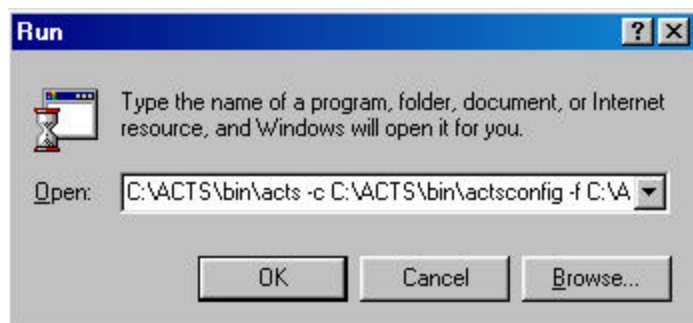 Run
Type the name of a program, folder, document, or Internet
resource, and Windows will open it for you.
Open: C:\ACTS\bin\acts -c C:\ACTS\bin\actsconfig -f C:\A
OK Cancel Browse...